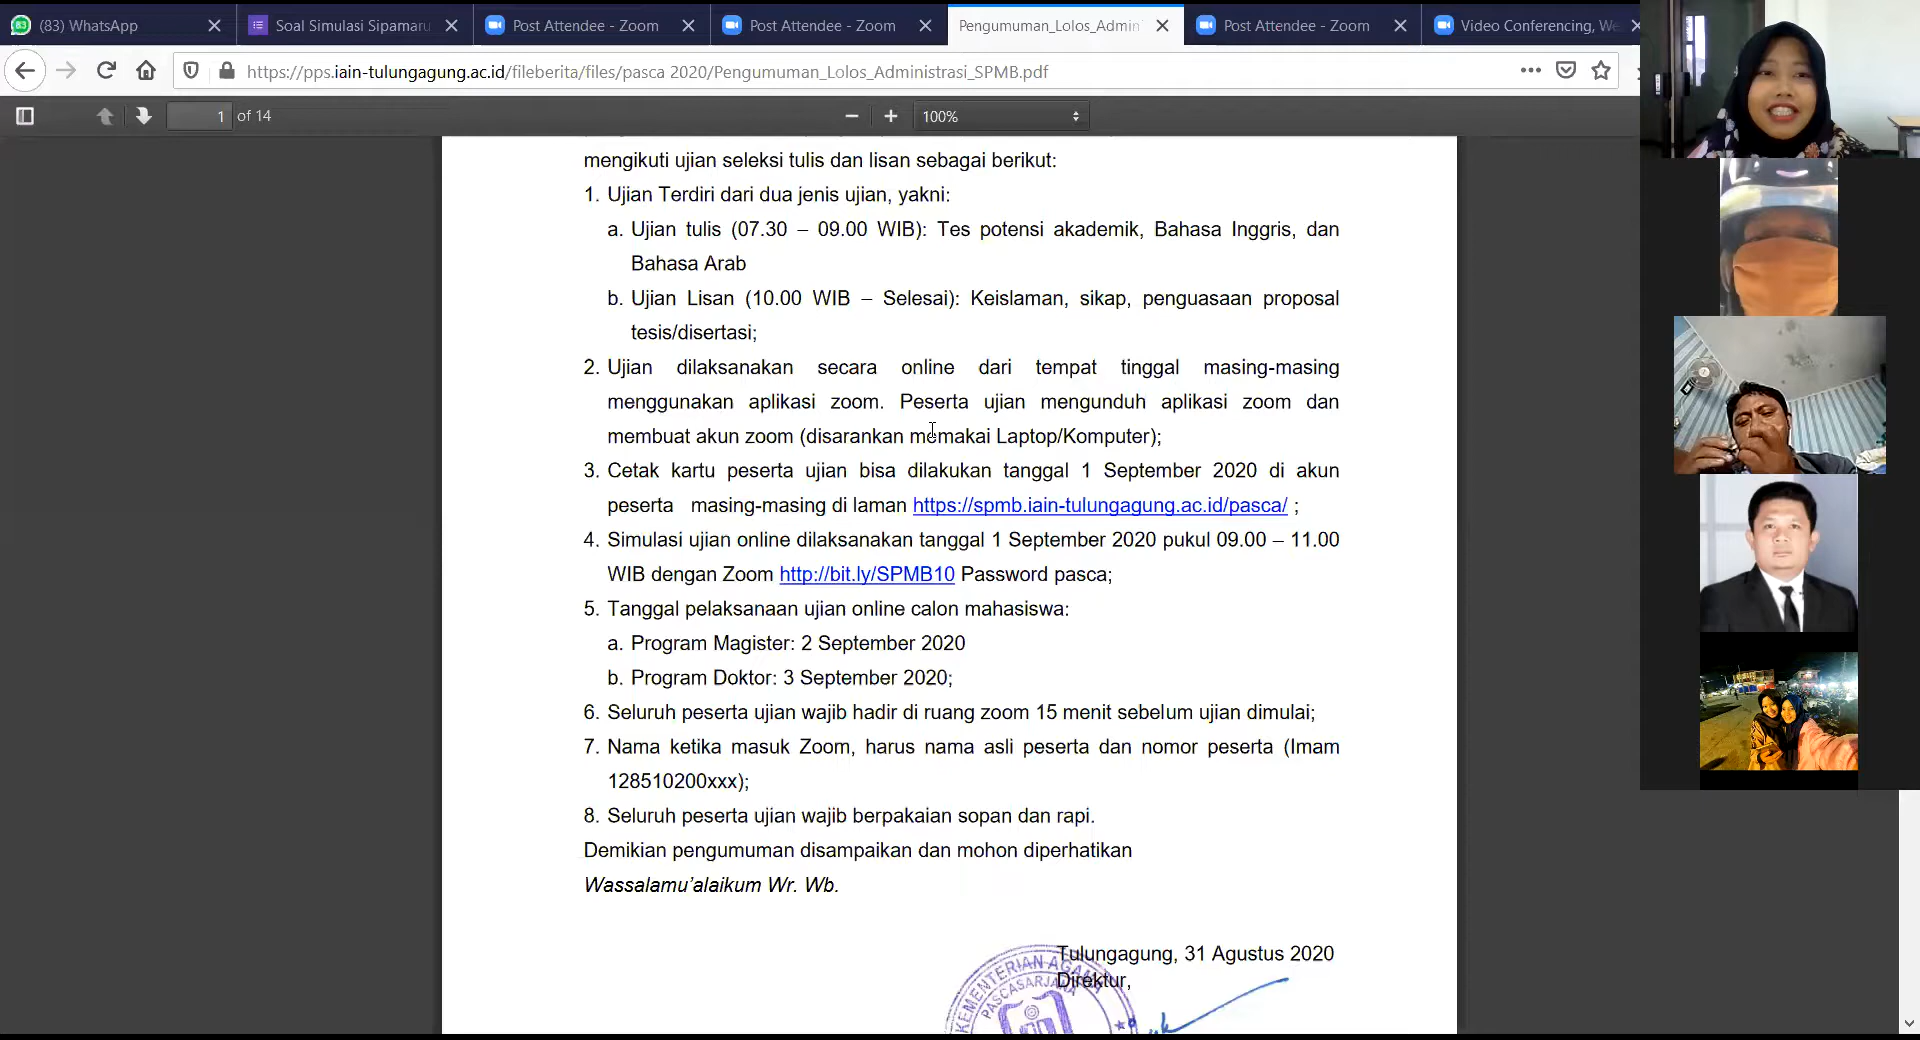 (83) WhatsApp
Soal Simulasi Sipamaru
Post Attendee - Zoom
Post Attendee - Zoom
Pengumuman_Lolos_Admin
Post Attendee - Zoom
Video Conferencing, We
https://pps.iain-tulungagung.ac.id/fileberita/files/pasca 2020/Pengumuman_Lolos_Administrasi_SPMB.pdf
1 of 14
100%
mengikuti ujian seleksi tulis dan lisan sebagai berikut:
1. Ujian Terdiri dari dua jenis ujian, yakni:
a. Ujian tulis (07.30 – 09.00 WIB): Tes potensi akademik, Bahasa Inggris, dan
Bahasa Arab
b. Ujian Lisan (10.00 WIB – Selesai): Keislaman, sikap, penguasaan proposal
tesis/disertasi;
2. Ujian dilaksanakan secara online dari tempat tinggal masing-masing
menggunakan aplikasi zoom. Peserta ujian mengunduh aplikasi zoom dan
membuat akun zoom (disarankan memakai Laptop/Komputer);
3. Cetak kartu peserta ujian bisa dilakukan tanggal 1 September 2020 di akun
peserta masing-masing di laman https://spmb.iain-tulungagung.ac.id/pasca/ ;
4. Simulasi ujian online dilaksanakan tanggal 1 September 2020 pukul 09.00 – 11.00
WIB dengan Zoom http://bit.ly/SPMB10 Password pasca;
5. Tanggal pelaksanaan ujian online calon mahasiswa:
a. Program Magister: 2 September 2020
b. Program Doktor: 3 September 2020;
6. Seluruh peserta ujian wajib hadir di ruang zoom 15 menit sebelum ujian dimulai;
7. Nama ketika masuk Zoom, harus nama asli peserta dan nomor peserta (Imam
128510200xxx);
8. Seluruh peserta ujian wajib berpakaian sopan dan rapi.
Demikian pengumuman disampaikan dan mohon diperhatikan
Wassalamu’alaikum Wr. Wb.
Tulungagung, 31 Agustus 2020
Direktur,
KEMENTERIAN AGAMA
PASCASARJANA